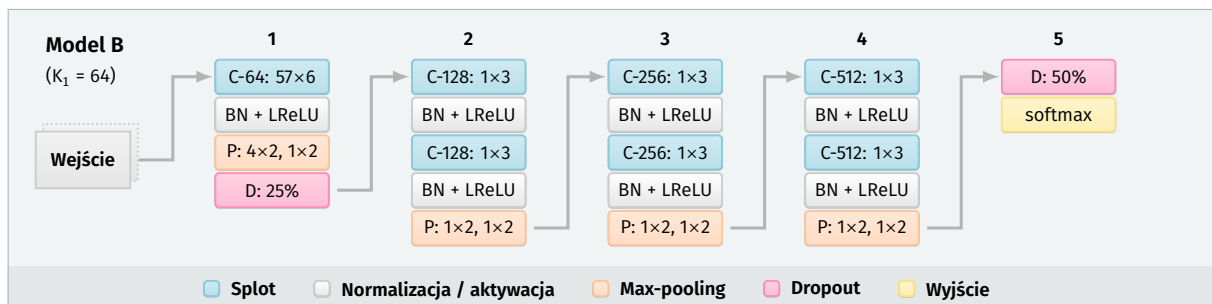 Model B
(K₁ = 64)
Wejście
1
C-64: 57×6
BN + LReLU
P: 4×2, 1×2
D: 25%
2
C-128: 1×3
BN + LReLU
C-128: 1×3
BN + LReLU
P: 1×2, 1×2
3
C-256: 1×3
BN + LReLU
C-256: 1×3
BN + LReLU
P: 1×2, 1×2
4
C-512: 1×3
BN + LReLU
C-512: 1×3
BN + LReLU
P: 1×2, 1×2
5
D: 50%
softmax
Splot
Normalizacja / aktywacja
Max-pooling
Dropout
Wyjście